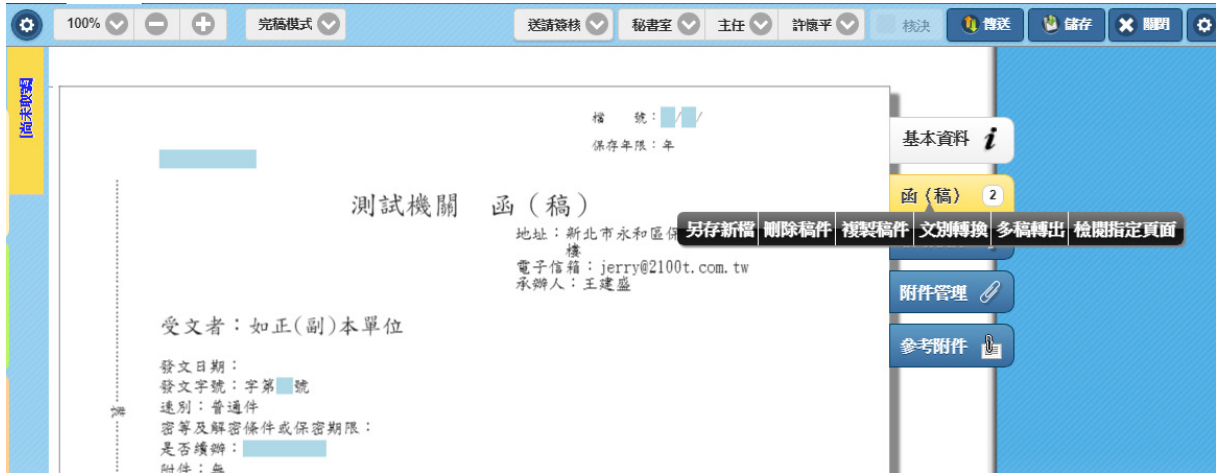 100% 完稿模式 送請簽核 秘書室 主任 許懷平 核決 傳送 儲存 關閉
尚未取號
檔 號: / /
保存年限:年
基本資料
測試機關 函(稿)
函(稿) 2
另存新檔 刪除稿件 複製稿件 文別轉換 多稿轉出 檢閱指定頁面
地址:新北市永和區保
樓
電子信箱:jerry@2100t.com.tw
承辦人:王建盛
附件管理
受文者:如正(副)本單位
參考附件
發文日期:
發文字號:字第 號
速別:普通件
密等及解密條件或保密期限:
是否續辦:
附件:無